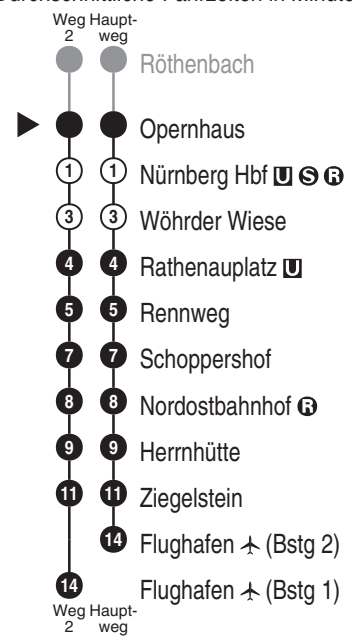 Durchschnittliche Fahrzeiten in Minute
Weg Haupt-
2 weg
Röthenbach
Opernhaus
1 1 Nürnberg Hbf U S R
3 3 Wöhrder Wiese
4 4 Rathenauplatz U
5 5 Rennweg
7 7 Schoppershof
8 8 Nordostbahnhof R
9 9 Herrnhütte
11 11 Ziegelstein
14 Flughafen (Bstg 2)
14 Flughafen (Bstg 1)
Weg Haupt-
2 weg